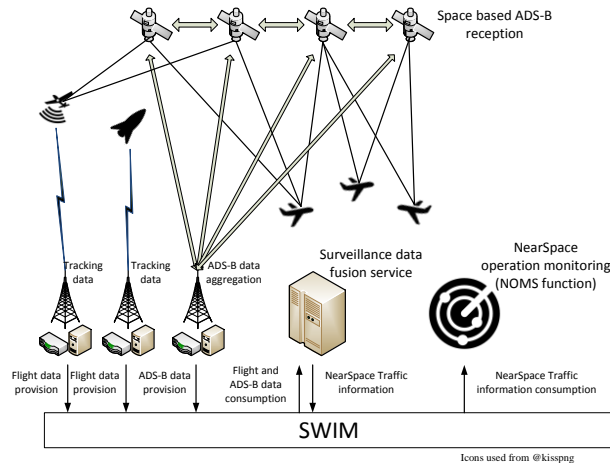 Space based ADS-B
reception
Tracking
data
Tracking
data
ADS-B data
aggregation
Surveillance data
fusion service
NearSpace
operation monitoring
(NOMS function)
Flight data
provision
Flight data
provision
ADS-B data
provision
Flight and
ADS-B data
consumption
NearSpace Traffic
information
NearSpace Traffic
information consumption
SWIM
Icons used from @kisspng